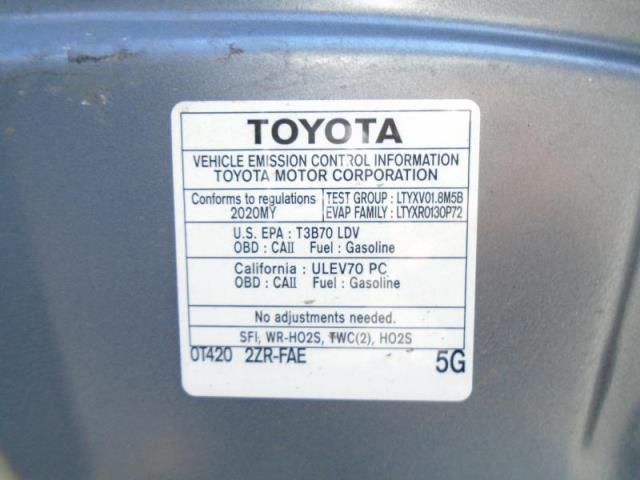 TOYOTA
VEHICLE EMISSION CONTROL INFORMATION
TOYOTA MOTOR CORPORATION
Conforms to regulations
2020MY
TEST GROUP : LTYXV01.8M5B
EVAP FAMILY : LTYXR0130P72
U.S. EPA : T3B70 LDV
OBD : CAII Fuel : Gasoline
California : ULEV70 PC
OBD : CAII Fuel : Gasoline
No adjustments needed.
SFI, WR-HO2S, TWC(2), HO2S
0T420 2ZR-FAE 5G